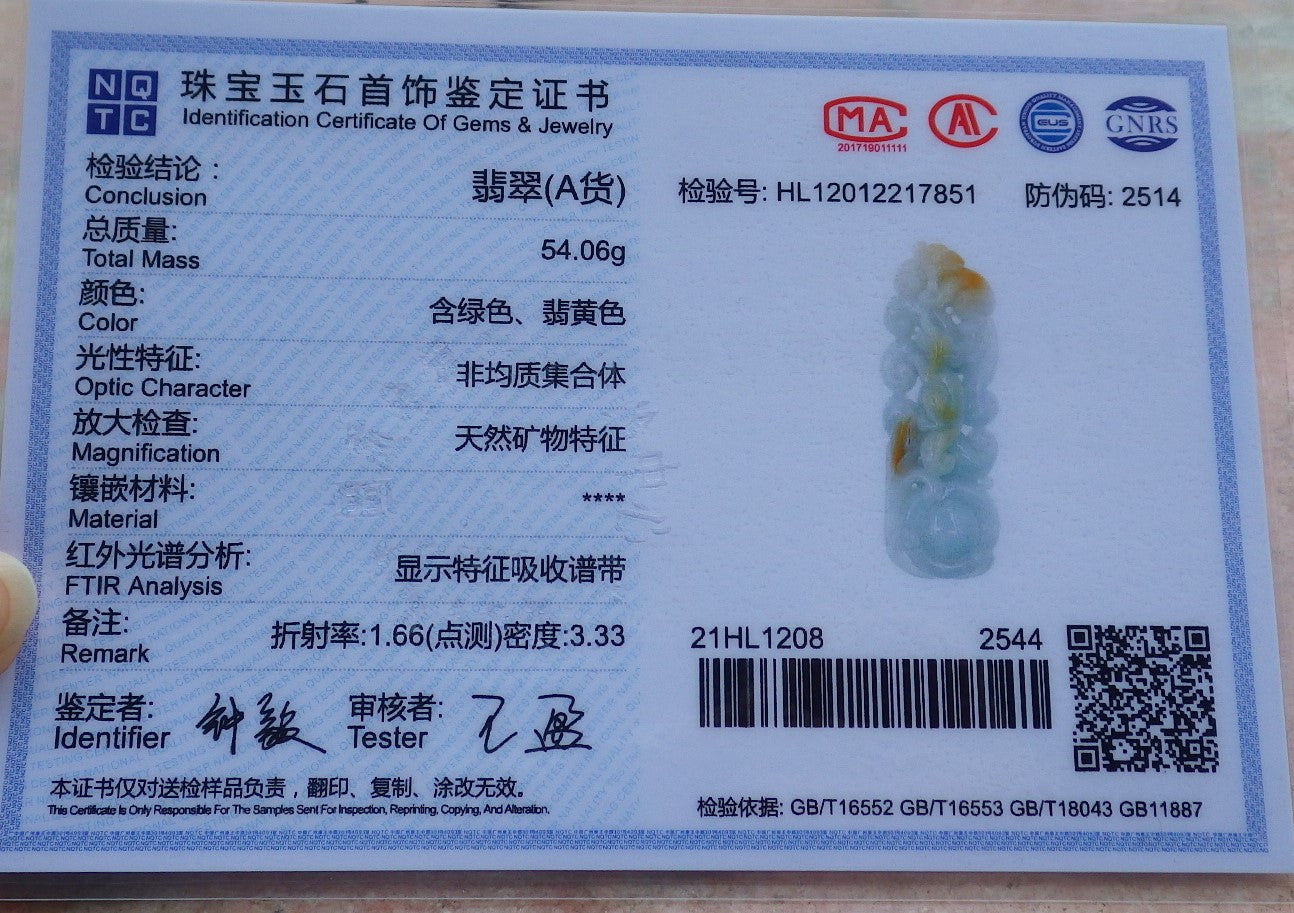 NQ
TC
珠宝玉石首饰鉴定证书
Identification Certificate Of Gems & Jewelry
检验结论：
翡翠(A货)
Conclusion
总质量:
54.06g
Total Mass
颜色:
含绿色、翡黄色
Color
光性特征:
非均质集合体
Optic Character
放大检查:
天然矿物特征
Magnification
镶嵌材料:
****
Material
红外光谱分析:
显示特征吸收谱带
FTIR Analysis
备注:
折射率:1.66(点测)密度:3.33
Remark
鉴定者:
Identifier
审核者:
Tester
本证书仅对送检样品负责，翻印、复制、涂改无效。
This Certificate Is Only Responsible For The Samples Sent For Inspection, Reprinting, Copying, And Alteration.
MA
201719011111
GNRS
检验号: HL12012217851 防伪码: 2514
21HL1208 2544
检验依据: GB/T16552 GB/T16553 GB/T18043 GB11887